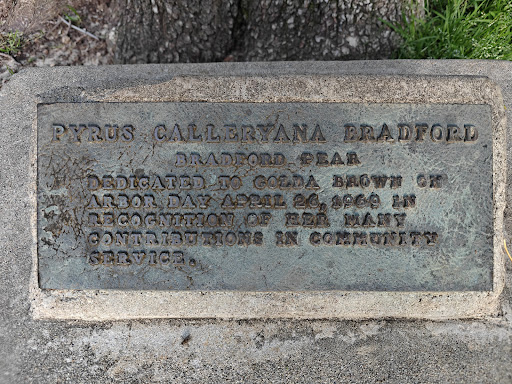 PYRUS CALLERYANA BRADFORD
BRADFORD PEAR
DEDICATED TO GOLDA BROWN ON
ARBOR DAY APRIL 26, 1968 IN
RECOGNITION OF HER MANY
CONTRIBUTIONS IN COMMUNITY
SERVICE.